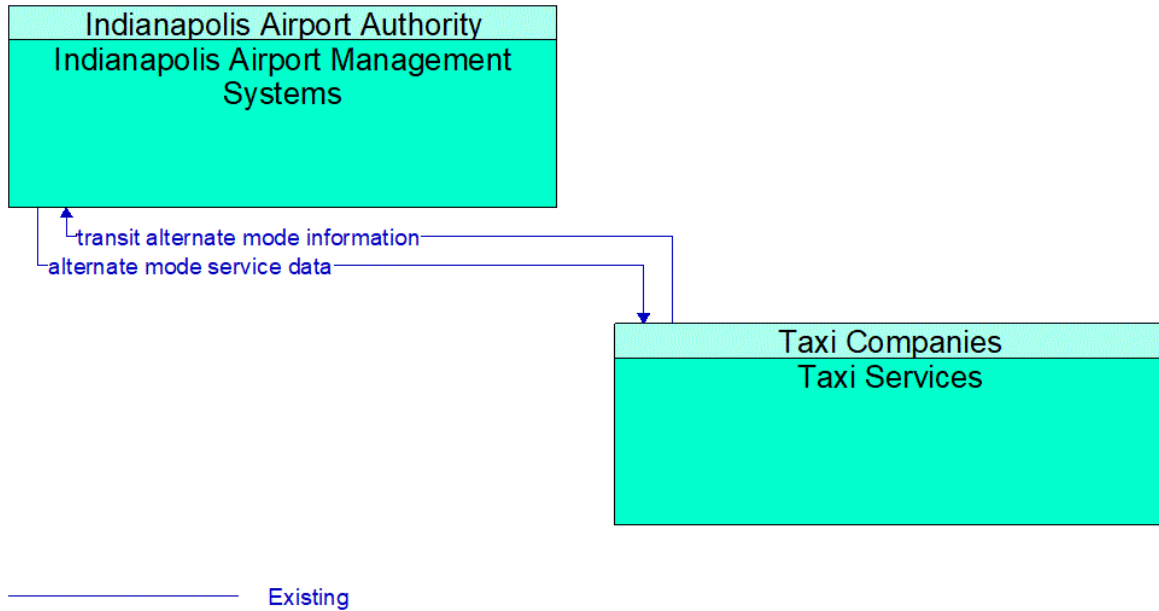 Indianapolis Airport Authority
Indianapolis Airport Management
Systems
transit alternate mode information
alternate mode service data
Taxi Companies
Taxi Services
Existing